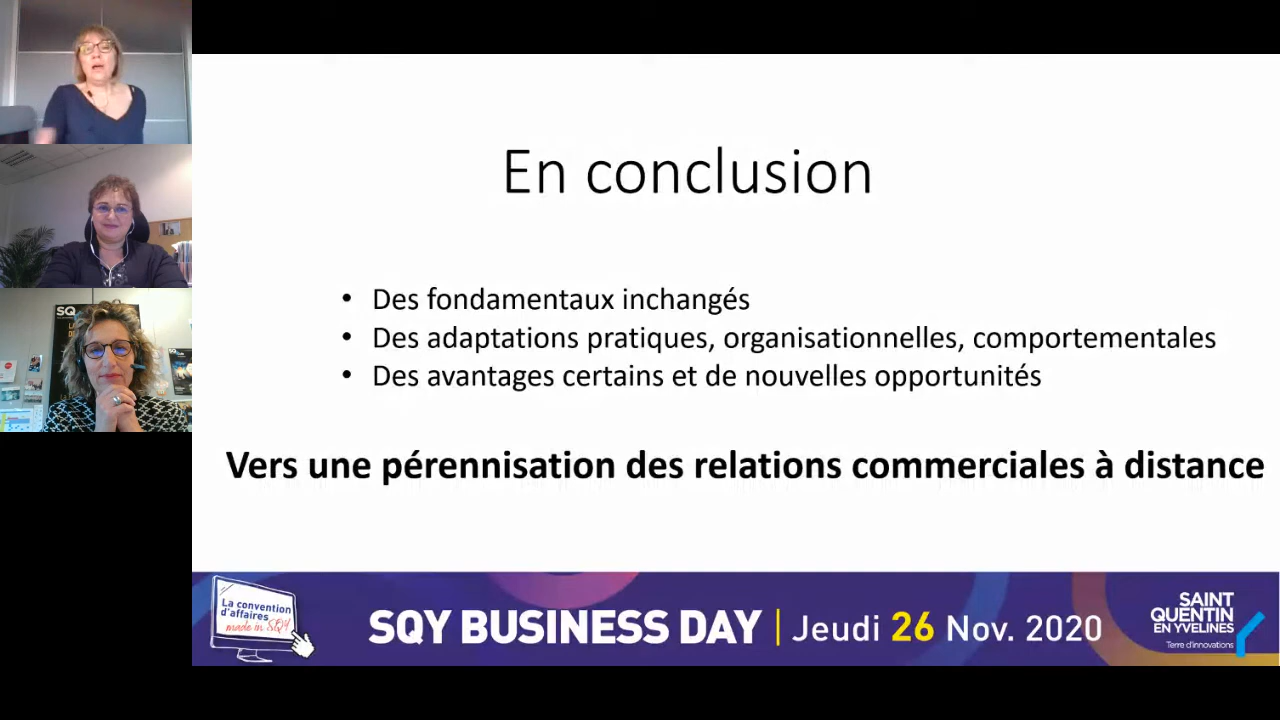 En conclusion
• Des fondamentaux inchangés
• Des adaptations pratiques, organisationnelles, comportementales
• Des avantages certains et de nouvelles opportunités
Vers une pérennisation des relations commerciales à distance
La convention
d'affaires
made in SQY
SQY BUSINESS DAY | Jeudi 26 Nov. 2020
SAINT
QUENTIN
EN YVELINES
Terre d'innovations